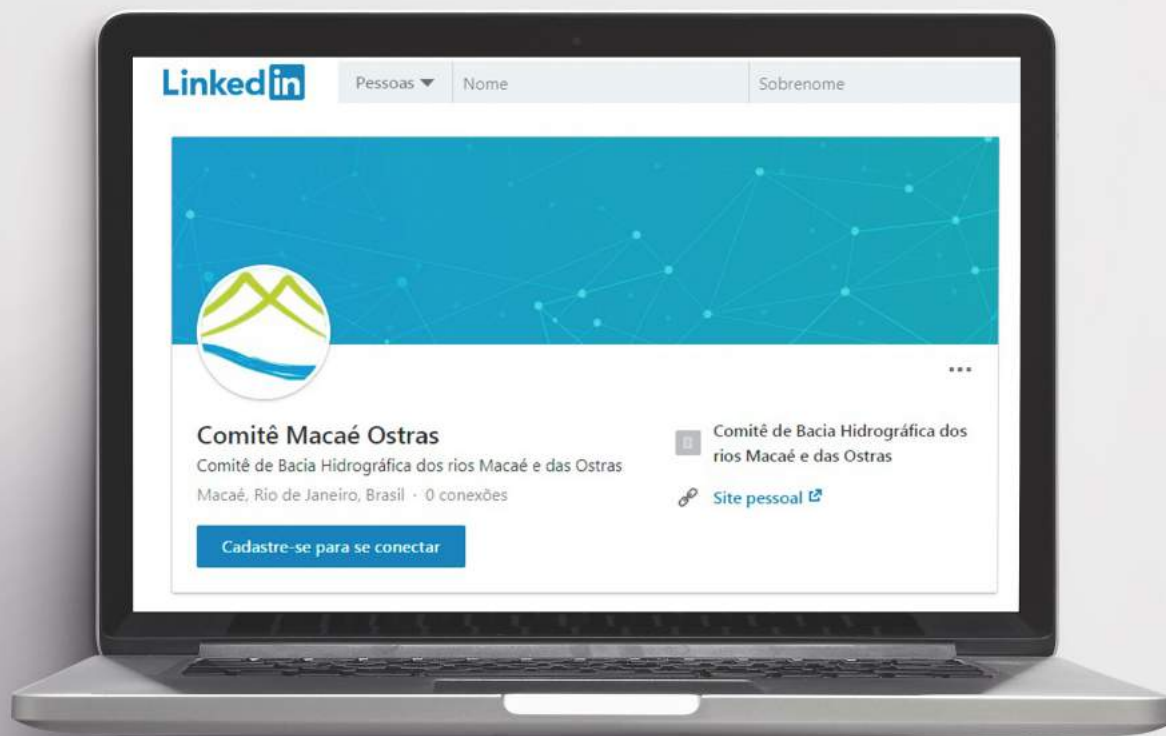 Linked in
Pessoas
Nome
Sobrenome
Comitê Macaé Ostras
Comitê de Bacia Hidrográfica dos rios Macaé e das Ostras
Macaé, Rio de Janeiro, Brasil · 0 conexões
Cadastre-se para se conectar
Comitê de Bacia Hidrográfica dos
rios Macaé e das Ostras
Site pessoal